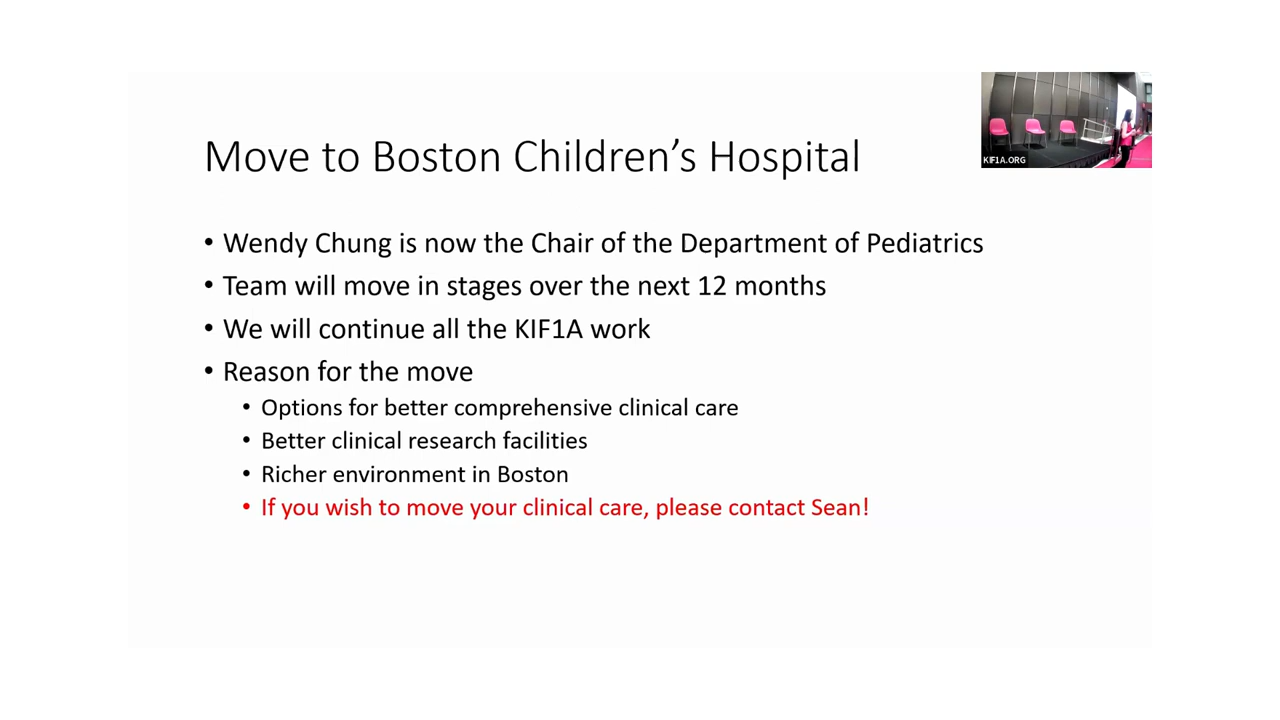 Move to Boston Children's Hospital
KIF1A.ORG
• Wendy Chung is now the Chair of the Department of Pediatrics
• Team will move in stages over the next 12 months
• We will continue all the KIF1A work
• Reason for the move
• Options for better comprehensive clinical care
• Better clinical research facilities
• Richer environment in Boston
• If you wish to move your clinical care, please contact Sean!